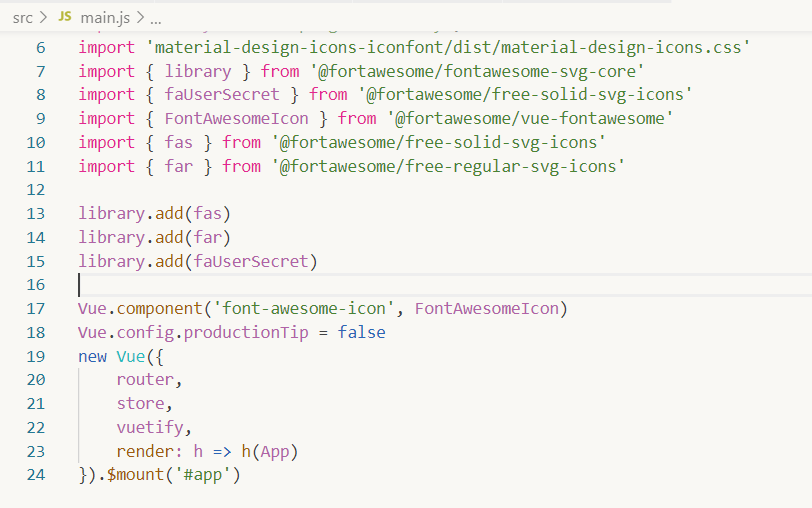 src > JS main.js > ...
6 import 'material-design-icons-iconfont/dist/material-design-icons.css'
7 import { library } from '@fortawesome/fontawesome-svg-core'
8 import { faUserSecret } from '@fortawesome/free-solid-svg-icons'
9 import { FontAwesomeIcon } from '@fortawesome/vue-fontawesome'
10 import { fas } from '@fortawesome/free-solid-svg-icons'
11 import { far } from '@fortawesome/free-regular-svg-icons'
12
13 library.add(fas)
14 library.add(far)
15 library.add(faUserSecret)
16
17 Vue.component('font-awesome-icon', FontAwesomeIcon)
18 Vue.config.productionTip = false
19 new Vue({
20     router,
21     store,
22     vuetify,
23     render: h => h(App)
24 }).$mount('#app')